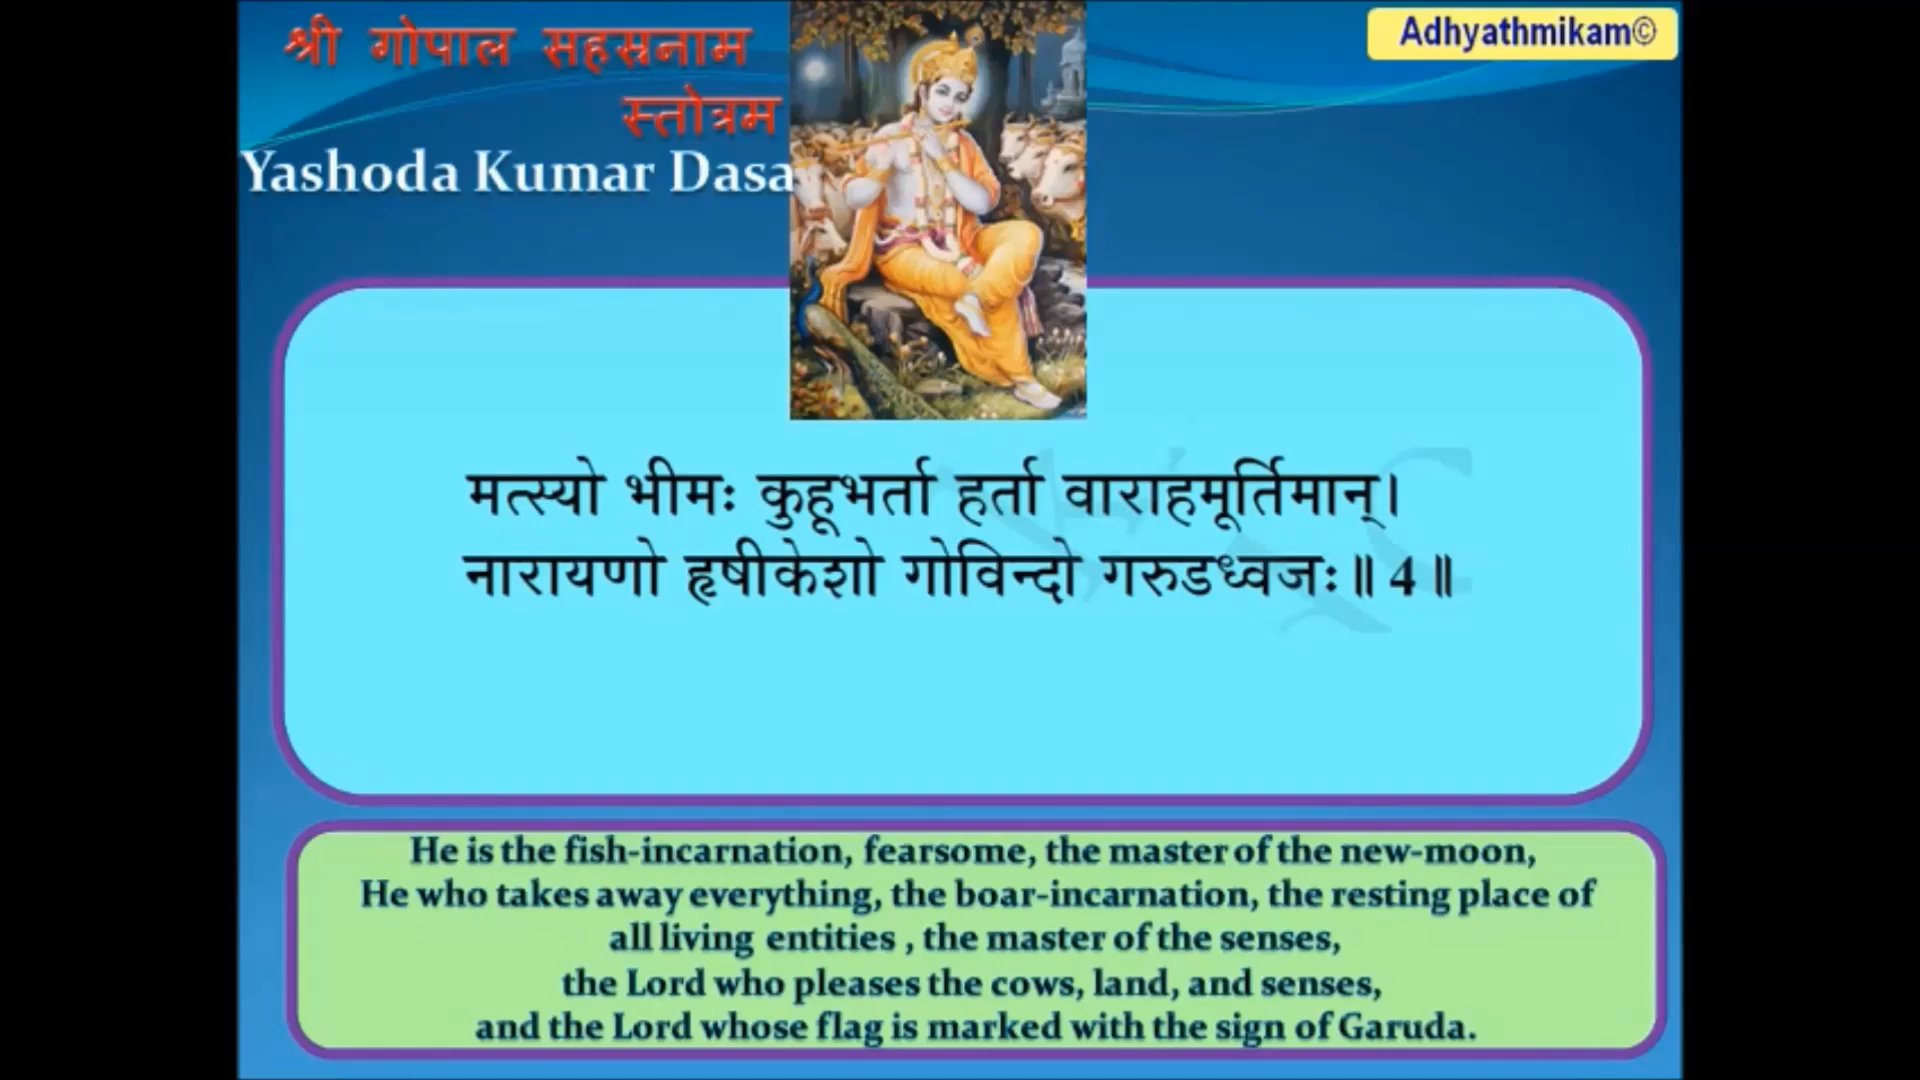 श्री गोपाल सहस्रनाम
स्तोत्रम
Yashoda Kumar Dasa
Adhyathmikam©
मत्स्यो भीमः कुहूभर्ता हर्ता वाराहमूर्तिमान्।
नारायणो हृषीकेशो गोविन्दो गरुडध्वजः॥4॥
He is the fish-incarnation, fearsome, the master of the new-moon,
He who takes away everything, the boar-incarnation, the resting place of
all living entities , the master of the senses,
the Lord who pleases the cows, land, and senses,
and the Lord whose flag is marked with the sign of Garuda.